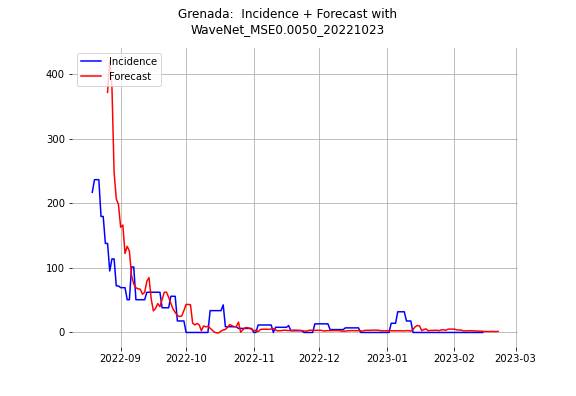 Grenada: Incidence + Forecast with
WaveNet_MSE0.0050_20221023
Incidence
Forecast
400
300
200
100
0
2022-09 2022-10 2022-11 2022-12 2023-01 2023-02 2023-03